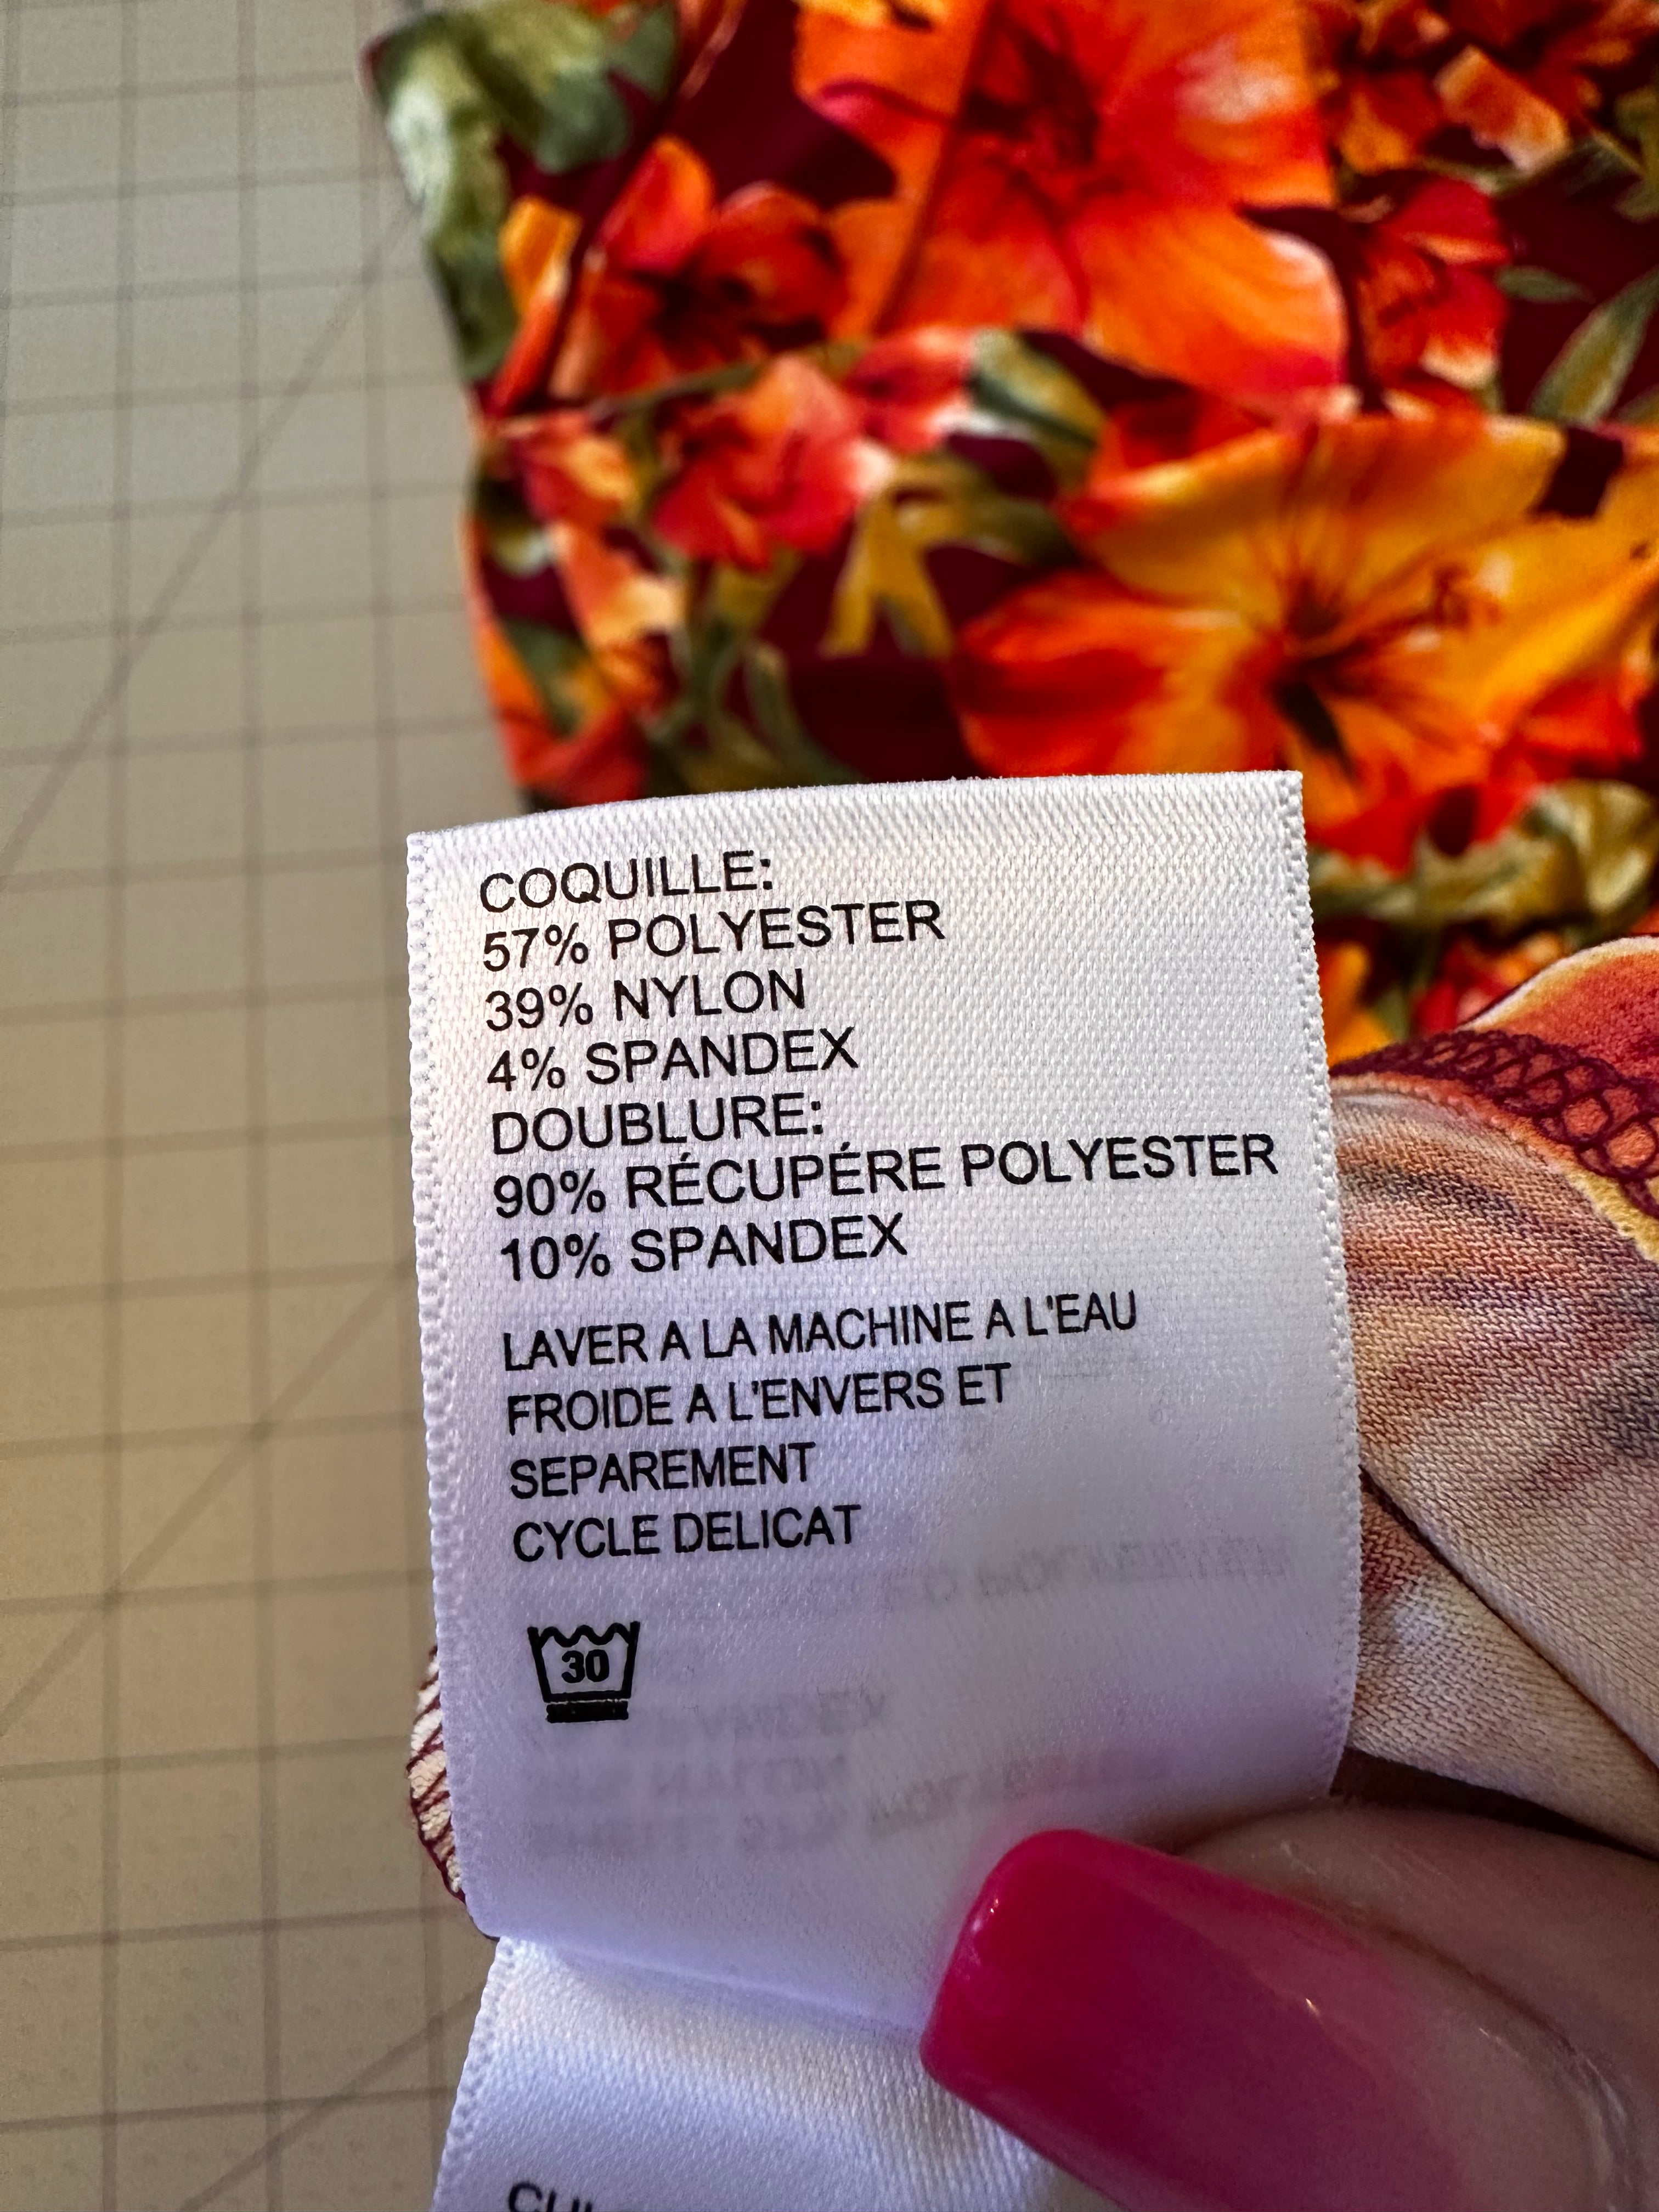 COQUILLE:
57% POLYESTER
39% NYLON
4% SPANDEX
DOUBLURE:
90% RÉCUPÉRE POLYESTER
10% SPANDEX
LAVER A LA MACHINE A L'EAU
FROIDE A L'ENVERS ET
SEPAREMENT
CYCLE DELICAT
30